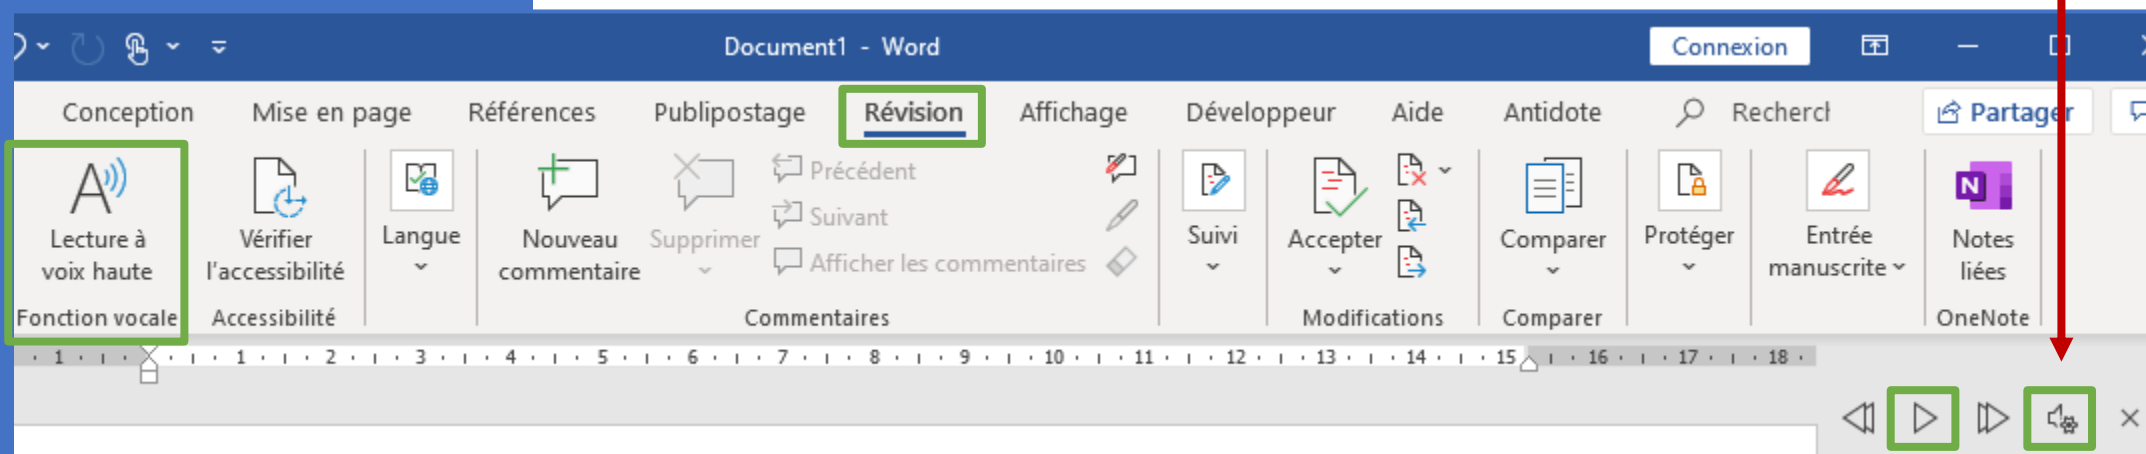 Document1 - Word
Connexion
Conception Mise en page Références Publipostage Révision Affichage Développeur Aide Antidote Partager
Lecture à voix haute
Vérifier l'accessibilité
Langue
Nouveau commentaire
Supprimer
Précédent
Suivant
Afficher les commentaires
Suivi
Accepter
Comparer
Protéger
Entrée manuscrite
N
Notes liées
Fonction vocale Accessibilité Commentaires Modifications Comparer OneNote
1 1 2 3 4 5 6 7 8 9 10 11 12 13 14 15 16 17 18